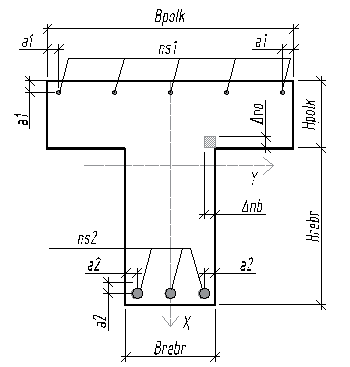 Bpolk
a1
ns1
a1
a1
Δno
Hpolk
Y
Δnb
Hrebr
ns2
a2
a2
a2
X
Brebr